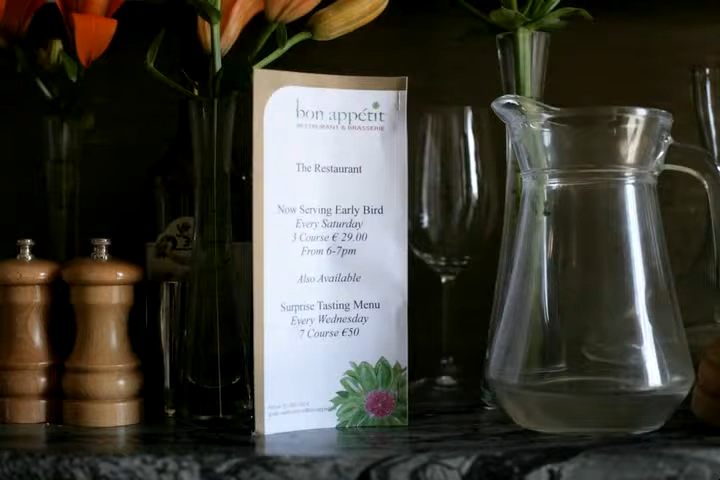 bon appétit
RESTAURANT & BRASSERIE
The Restaurant
Now Serving Early Bird
Every Saturday
3 Course € 29.00
From 6-7pm
Also Available
Surprise Tasting Menu
Every Wednesday
7 Course €50